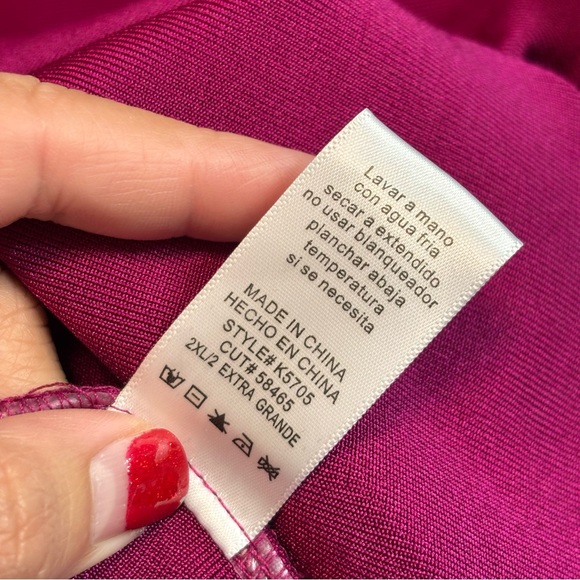 Lavar a mano
con agua fria
secar a extendido
no usar blanqueador
planchar abaja
temperatura
si se necesita
MADE IN CHINA
HECHO EN CHINA
STYLE# K5705
CUT# 58465
2XL/2 EXTRA GRANDE